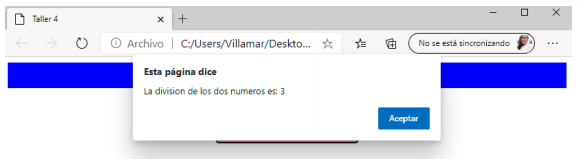 Taller 4
Archivo | C:/Users/Villamar/Deskto... No se está sincronizando
Esta página dice
La division de los dos numeros es: 3
Aceptar